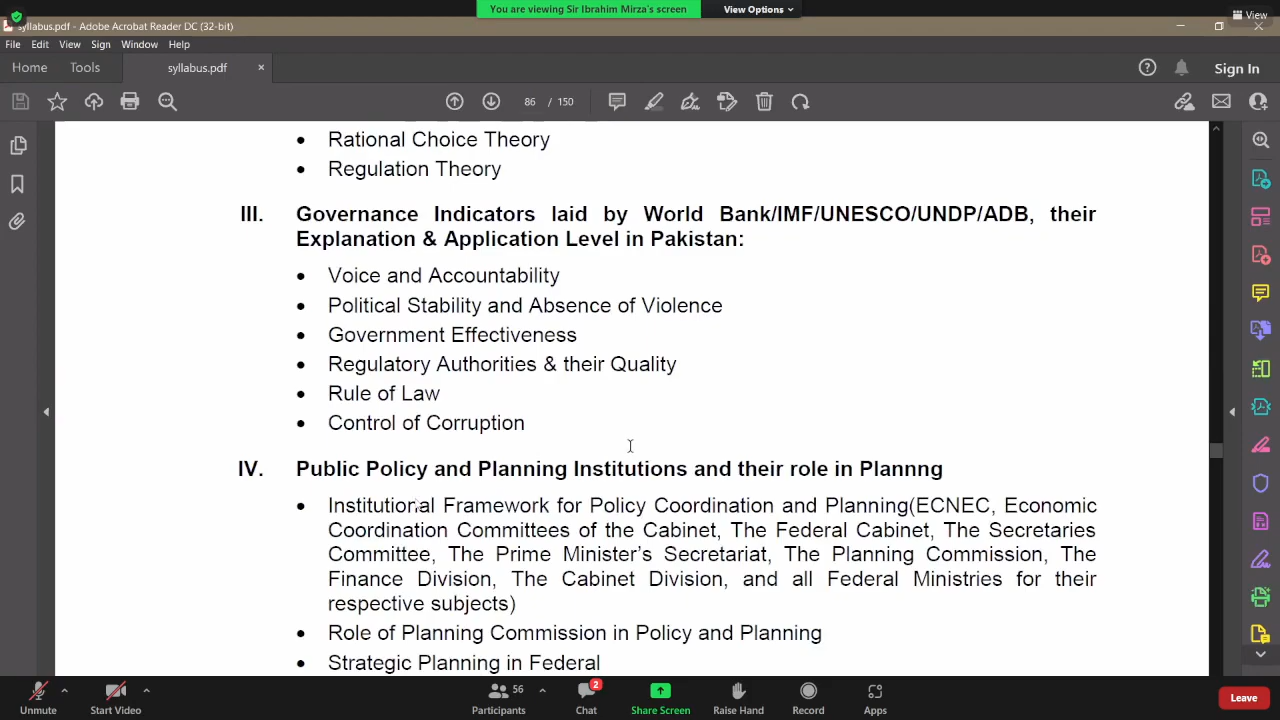 You are viewing Sir Ibrahim Mirza's screen
View Options
View
syllabus.pdf - Adobe Acrobat Reader DC (32-bit)
File Edit View Sign Window Help
Home Tools syllabus.pdf × Sign In
86 / 150
• Rational Choice Theory
• Regulation Theory
III. Governance Indicators laid by World Bank/IMF/UNESCO/UNDP/ADB, their
Explanation & Application Level in Pakistan:
• Voice and Accountability
• Political Stability and Absence of Violence
• Government Effectiveness
• Regulatory Authorities & their Quality
• Rule of Law
• Control of Corruption
IV. Public Policy and Planning Institutions and their role in Plannng
• Institutional Framework for Policy Coordination and Planning(ECNEC, Economic
Coordination Committees of the Cabinet, The Federal Cabinet, The Secretaries
Committee, The Prime Minister's Secretariat, The Planning Commission, The
Finance Division, The Cabinet Division, and all Federal Ministries for their
respective subjects)
• Role of Planning Commission in Policy and Planning
• Strategic Planning in Federal
56 2
Unmute Start Video Participants Chat Share Screen Raise Hand Record Apps Leave